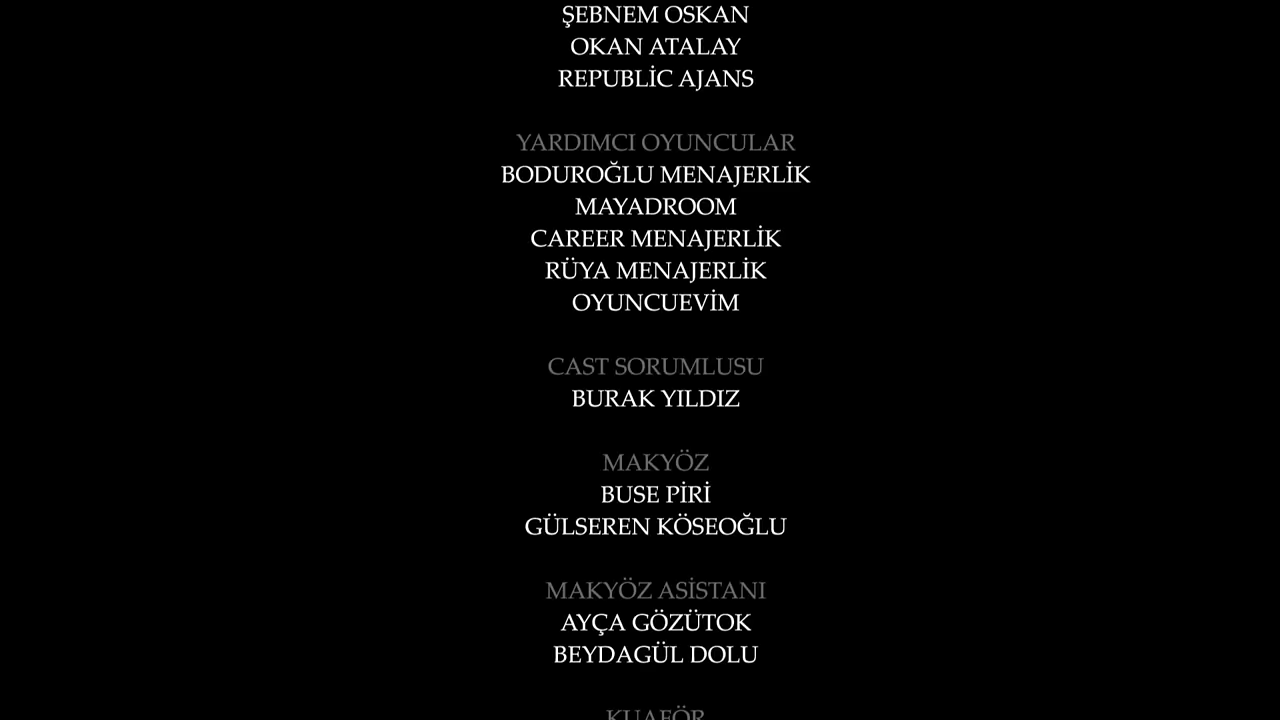 ŞEBNEM OSKAN
OKAN ATALAY
REPUBLİC AJANS
YARDIMCI OYUNCULAR
BODUROĞLU MENAJERLİK
MAYADROOM
CAREER MENAJERLİK
RÜYA MENAJERLİK
OYUNCUEVİM
CAST SORUMLUSU
BURAK YILDIZ
MAKYÖZ
BUSE PİRİ
GÜLSEREN KÖSEOĞLU
MAKYÖZ ASİSTANI
AYÇA GÖZÜTOK
BEYDAGÜL DOLU
KUAFÖR